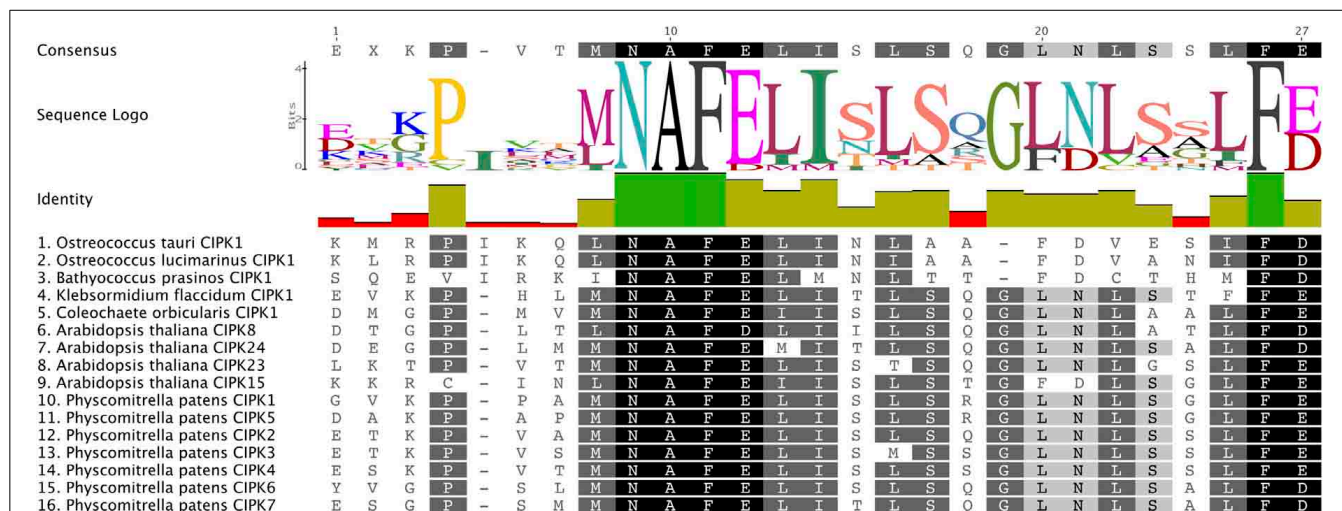 1 10 20 27
Consensus E X K P - V T M N A F E L I S L S Q G L N L S S L F E
Sequence Logo
Bits
4
2
0
Identity
1. Ostreococcus tauri CIPK1 K M R P I K Q L N A F E L I N L A A - F D V E S I F D
2. Ostreococcus lucimarinus CIPK1 K L R P I K Q L N A F E L I N I A A - F D V A N I F D
3. Bathyococcus prasinos CIPK1 S Q E V I R K I N A F E L M N L T T - F D C T H M F D
4. Klebsormidium flaccidum CIPK1 E V K P - H L M N A F E L I T L S Q G L N L S T F F E
5. Coleochaete orbicularis CIPK1 D M G P - M V M N A F E L I T L S Q G L N L A A L F D
6. Arabidopsis thaliana CIPK8 D T G P - L T L N A F D L I I L S Q G L N L A T L F D
7. Arabidopsis thaliana CIPK24 D E G P - L M M N A F E M I T L S Q G L N L S A L F D
8. Arabidopsis thaliana CIPK23 L K T P - V T M N A F E L I S T S Q G L N L G S L F E
9. Arabidopsis thaliana CIPK15 K K R C - I N L N A F E I I S L S T G F D L S G L F E
10. Physcomitrella patens CIPK1 G V K P - P A M N A F E L I S L S R G L N L S G L F E
11. Physcomitrella patens CIPK5 D A K P - A P M N A F E L I S L S R G L N L S G L F E
12. Physcomitrella patens CIPK2 E T K P - V A M N A F E L I S L S Q G L N L S S L F E
13. Physcomitrella patens CIPK3 E T K P - V S M N A F E L I S M S S G L N L S S L F E
14. Physcomitrella patens CIPK4 E S K P - V T M N A F E L I S L S S G L N L S S L F E
15. Physcomitrella patens CIPK6 Y V G P - S L M N A F E L I S L S Q G L N L S A L F E
16. Physcomitrella patens CIPK7 E S G P - S M M N A F E L I T L S Q G L N L S S L F E